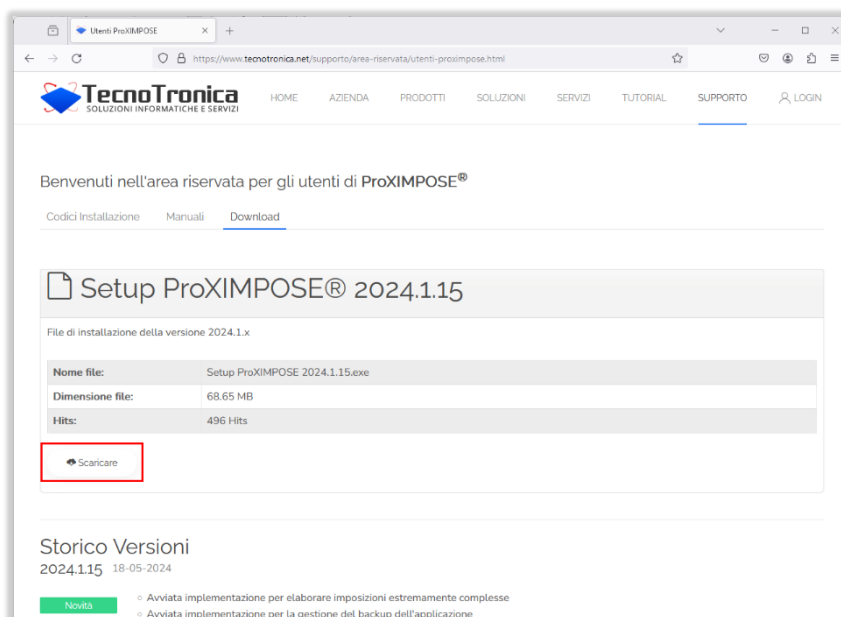 Utenti ProXIMPOSE
https://www.tecnotronica.net/supporto/area-riservata/utenti-proximpose.html
TecnoTronica
SOLUZIONI INFORMATICHE E SERVIZI
HOME AZIENDA PRODOTTI SOLUZIONI SERVIZI TUTORIAL SUPPORTO LOGIN
Benvenuti nell'area riservata per gli utenti di ProXIMPOSE®
Codici Installazione Manuali Download
Setup ProXIMPOSE® 2024.1.15
File di installazione della versione 2024.1.x
Nome file: Setup ProXIMPOSE 2024.1.15.exe
Dimensione file: 68.65 MB
Hits: 496 Hits
Scaricare
Storico Versioni
2024.1.15 18-05-2024
Novità
Avviata implementazione per elaborare imposizioni estremamente complesse
Avviata implementazione per la gestione del backup dell'applicazione